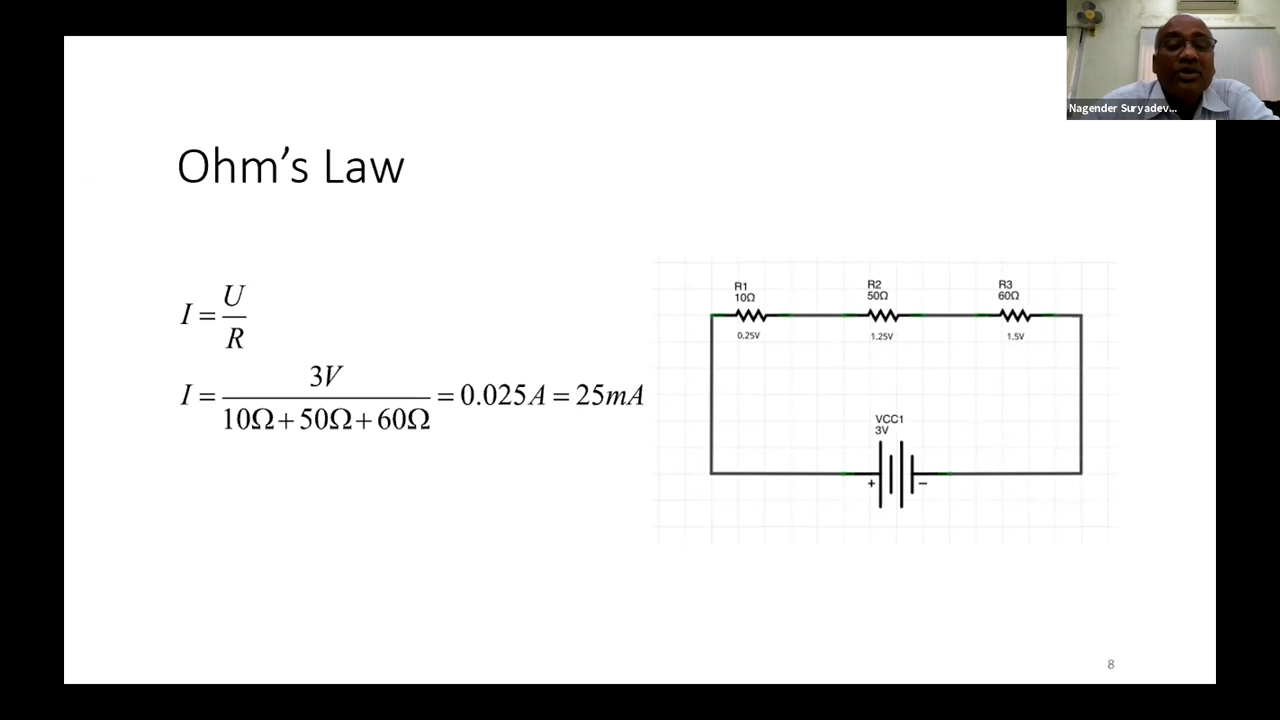 Nagender Suryadev...
Ohm's Law
I = U/R
I = 3V/(10Ω+50Ω+60Ω) = 0.025A = 25mA
R1
10Ω
0.25V
R2
50Ω
1.25V
R3
60Ω
1.5V
VCC1
3V
+ −
8